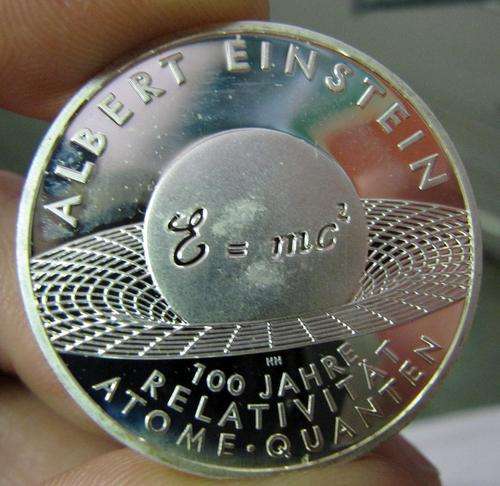 ALBERT EINSTEIN
E = mc²
HH
100 JAHRE
RELATIVITÄT
ATOME · QUANTEN